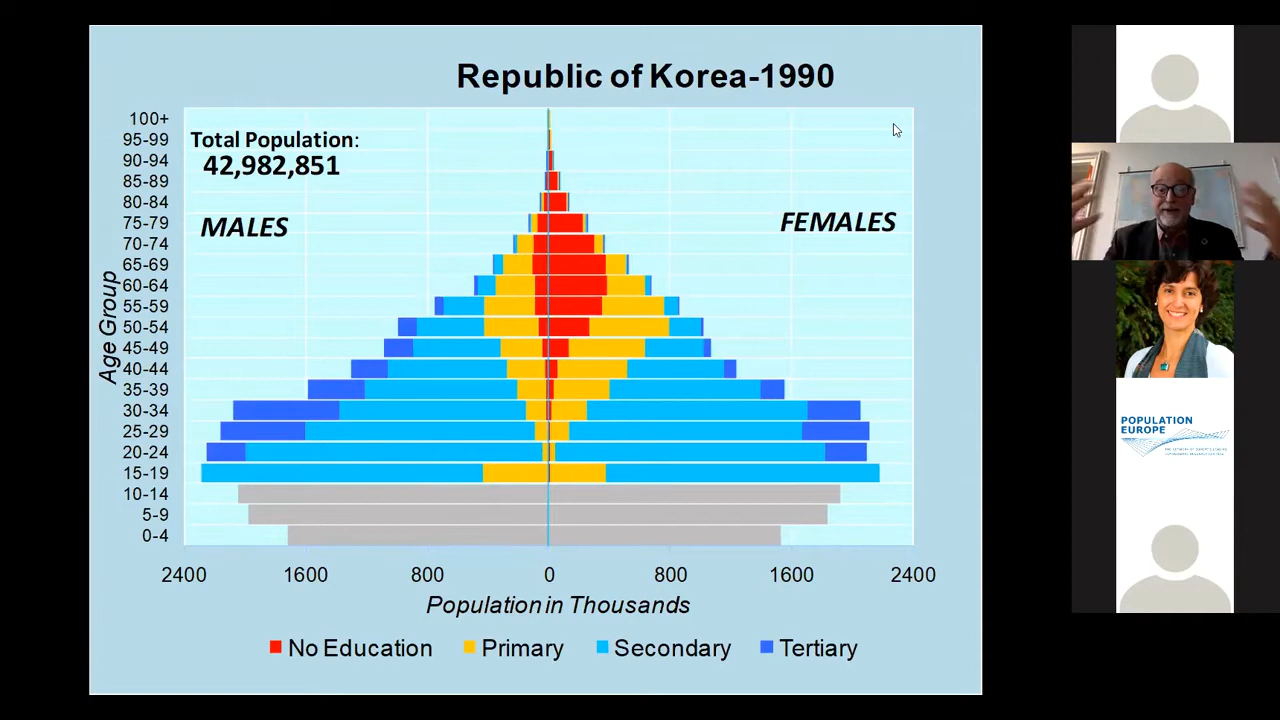 Republic of Korea-1990
Total Population:
42,982,851
MALES
FEMALES
Age Group
100+
95-99
90-94
85-89
80-84
75-79
70-74
65-69
60-64
55-59
50-54
45-49
40-44
35-39
30-34
25-29
20-24
15-19
10-14
5-9
0-4
2400 1600 800 0 800 1600 2400
Population in Thousands
No Education Primary Secondary Tertiary
POPULATION
EUROPE